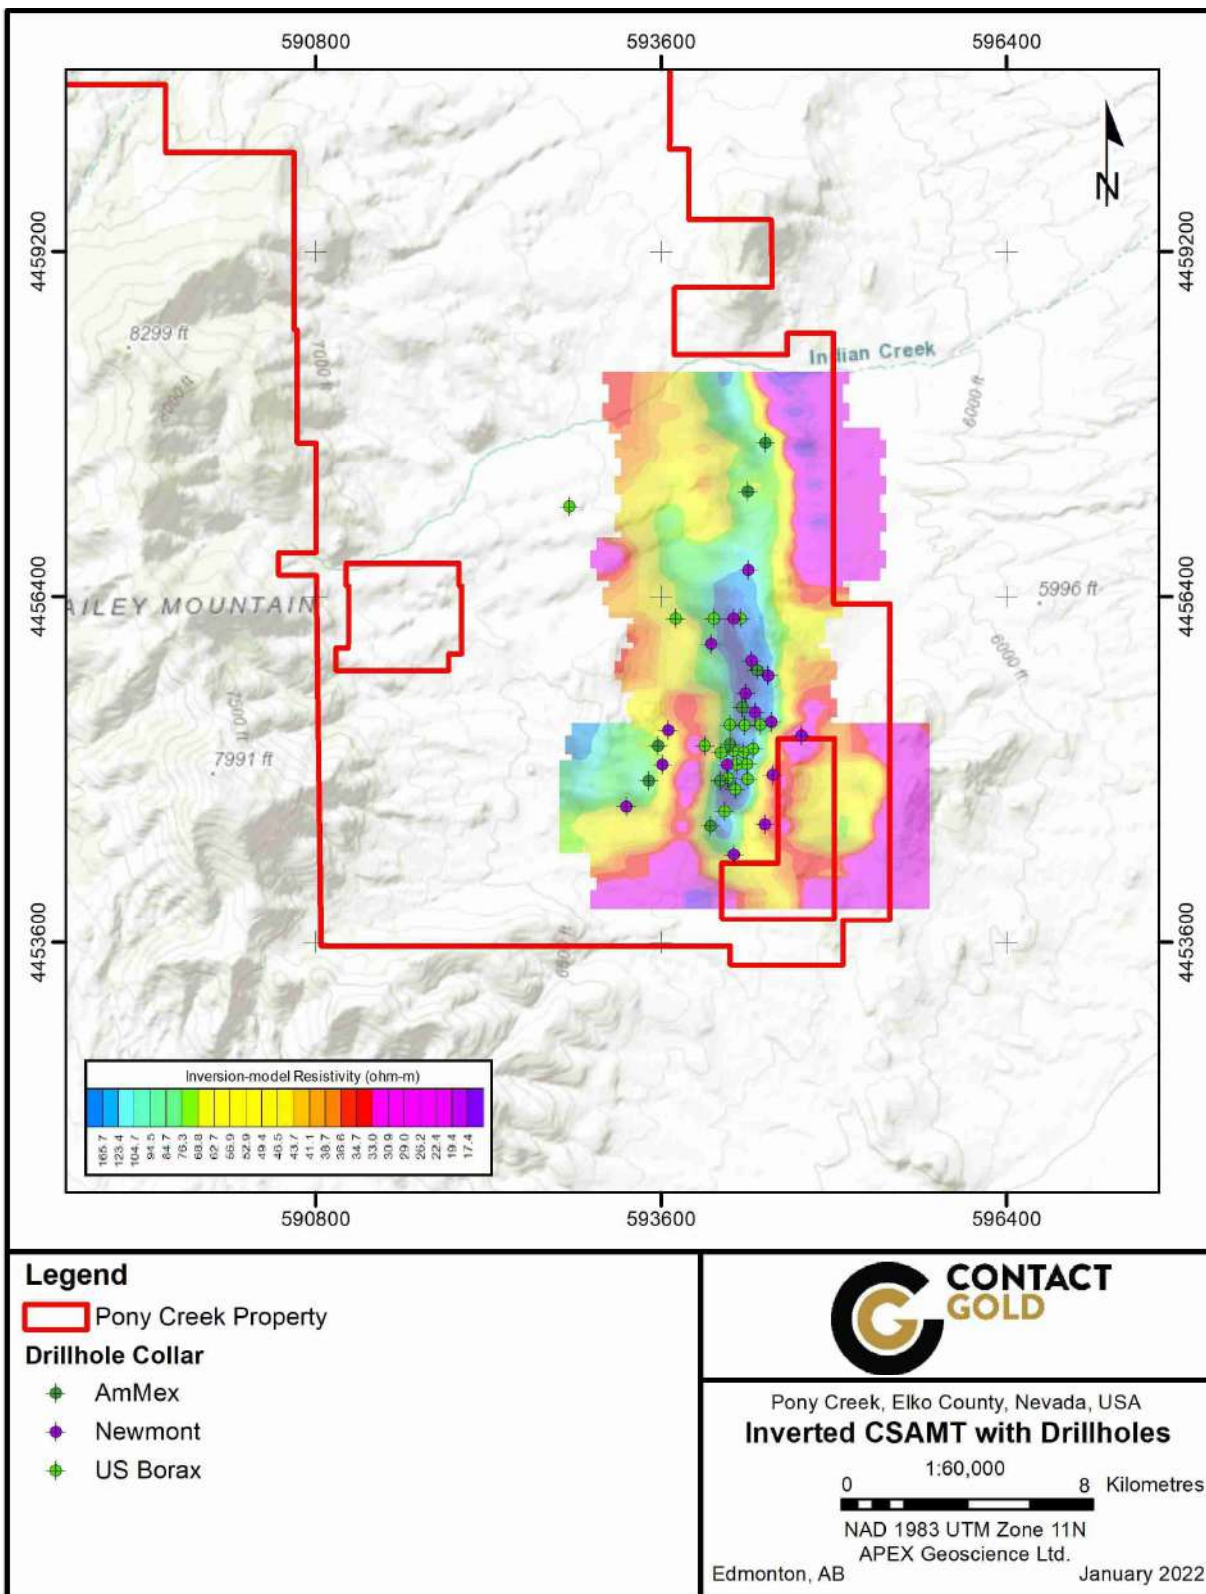 590800
593600
596400
4459200
4459200
8299 ft
7000 ft
8000 ft
Indian Creek
6000 ft
4456400
AILEY MOUNTAIN
5996 ft
4456400
6000 ft
7500 ft
7991 ft
4453600
4453600
Inversion-model Resistivity (ohm-m)
165.7
123.4
104.7
94.5
84.7
76.3
68.8
62.7
56.9
52.9
49.4
46.5
43.7
41.1
38.7
36.6
34.7
33.0
30.9
29.0
26.2
22.4
19.4
17.4
590800
593600
596400
Legend
Pony Creek Property
Drillhole Collar
AmMex
Newmont
US Borax
CONTACT
GOLD
Pony Creek, Elko County, Nevada, USA
Inverted CSAMT with Drillholes
1:60,000
0 8 Kilometres
NAD 1983 UTM Zone 11N
APEX Geoscience Ltd.
Edmonton, AB January 2022
N